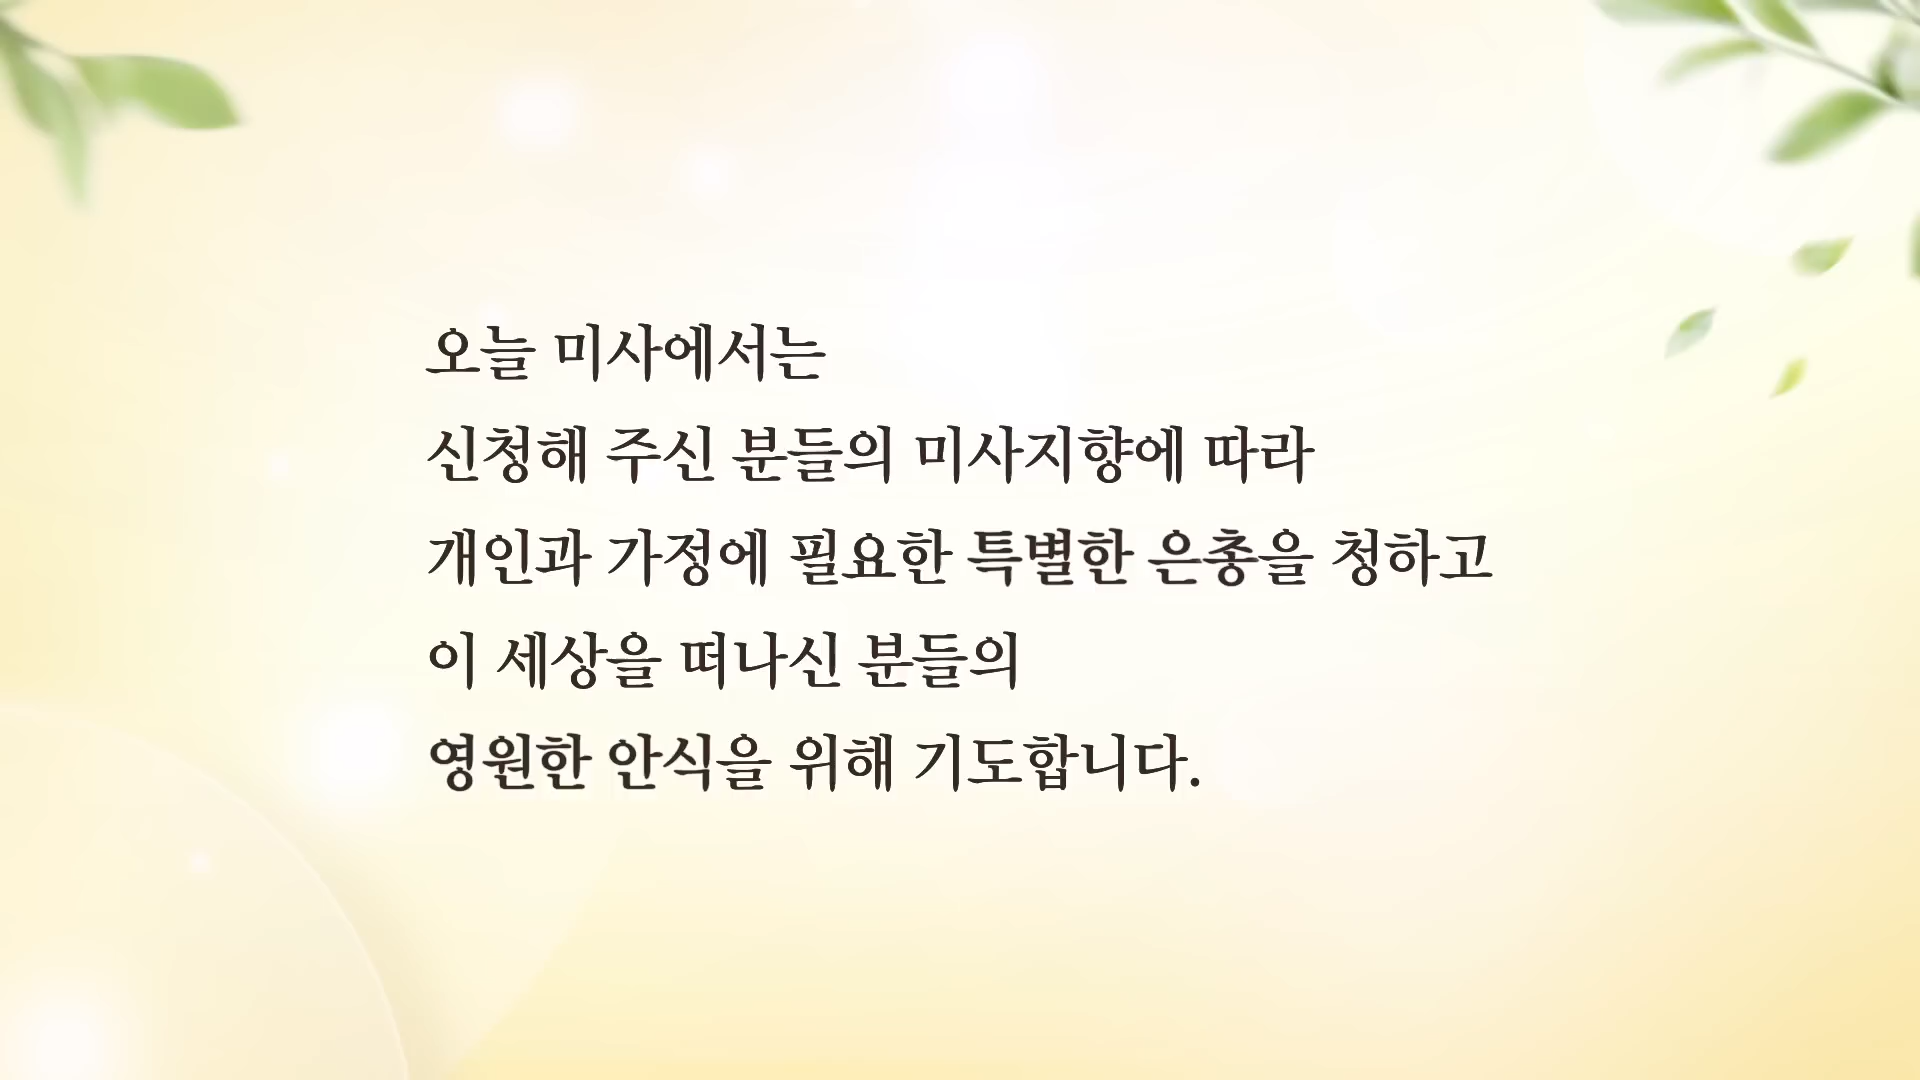 오늘 미사에서는
신청해 주신 분들의 미사지향에 따라
개인과 가정에 필요한 특별한 은총을 청하고
이 세상을 떠나신 분들의
영원한 안식을 위해 기도합니다.